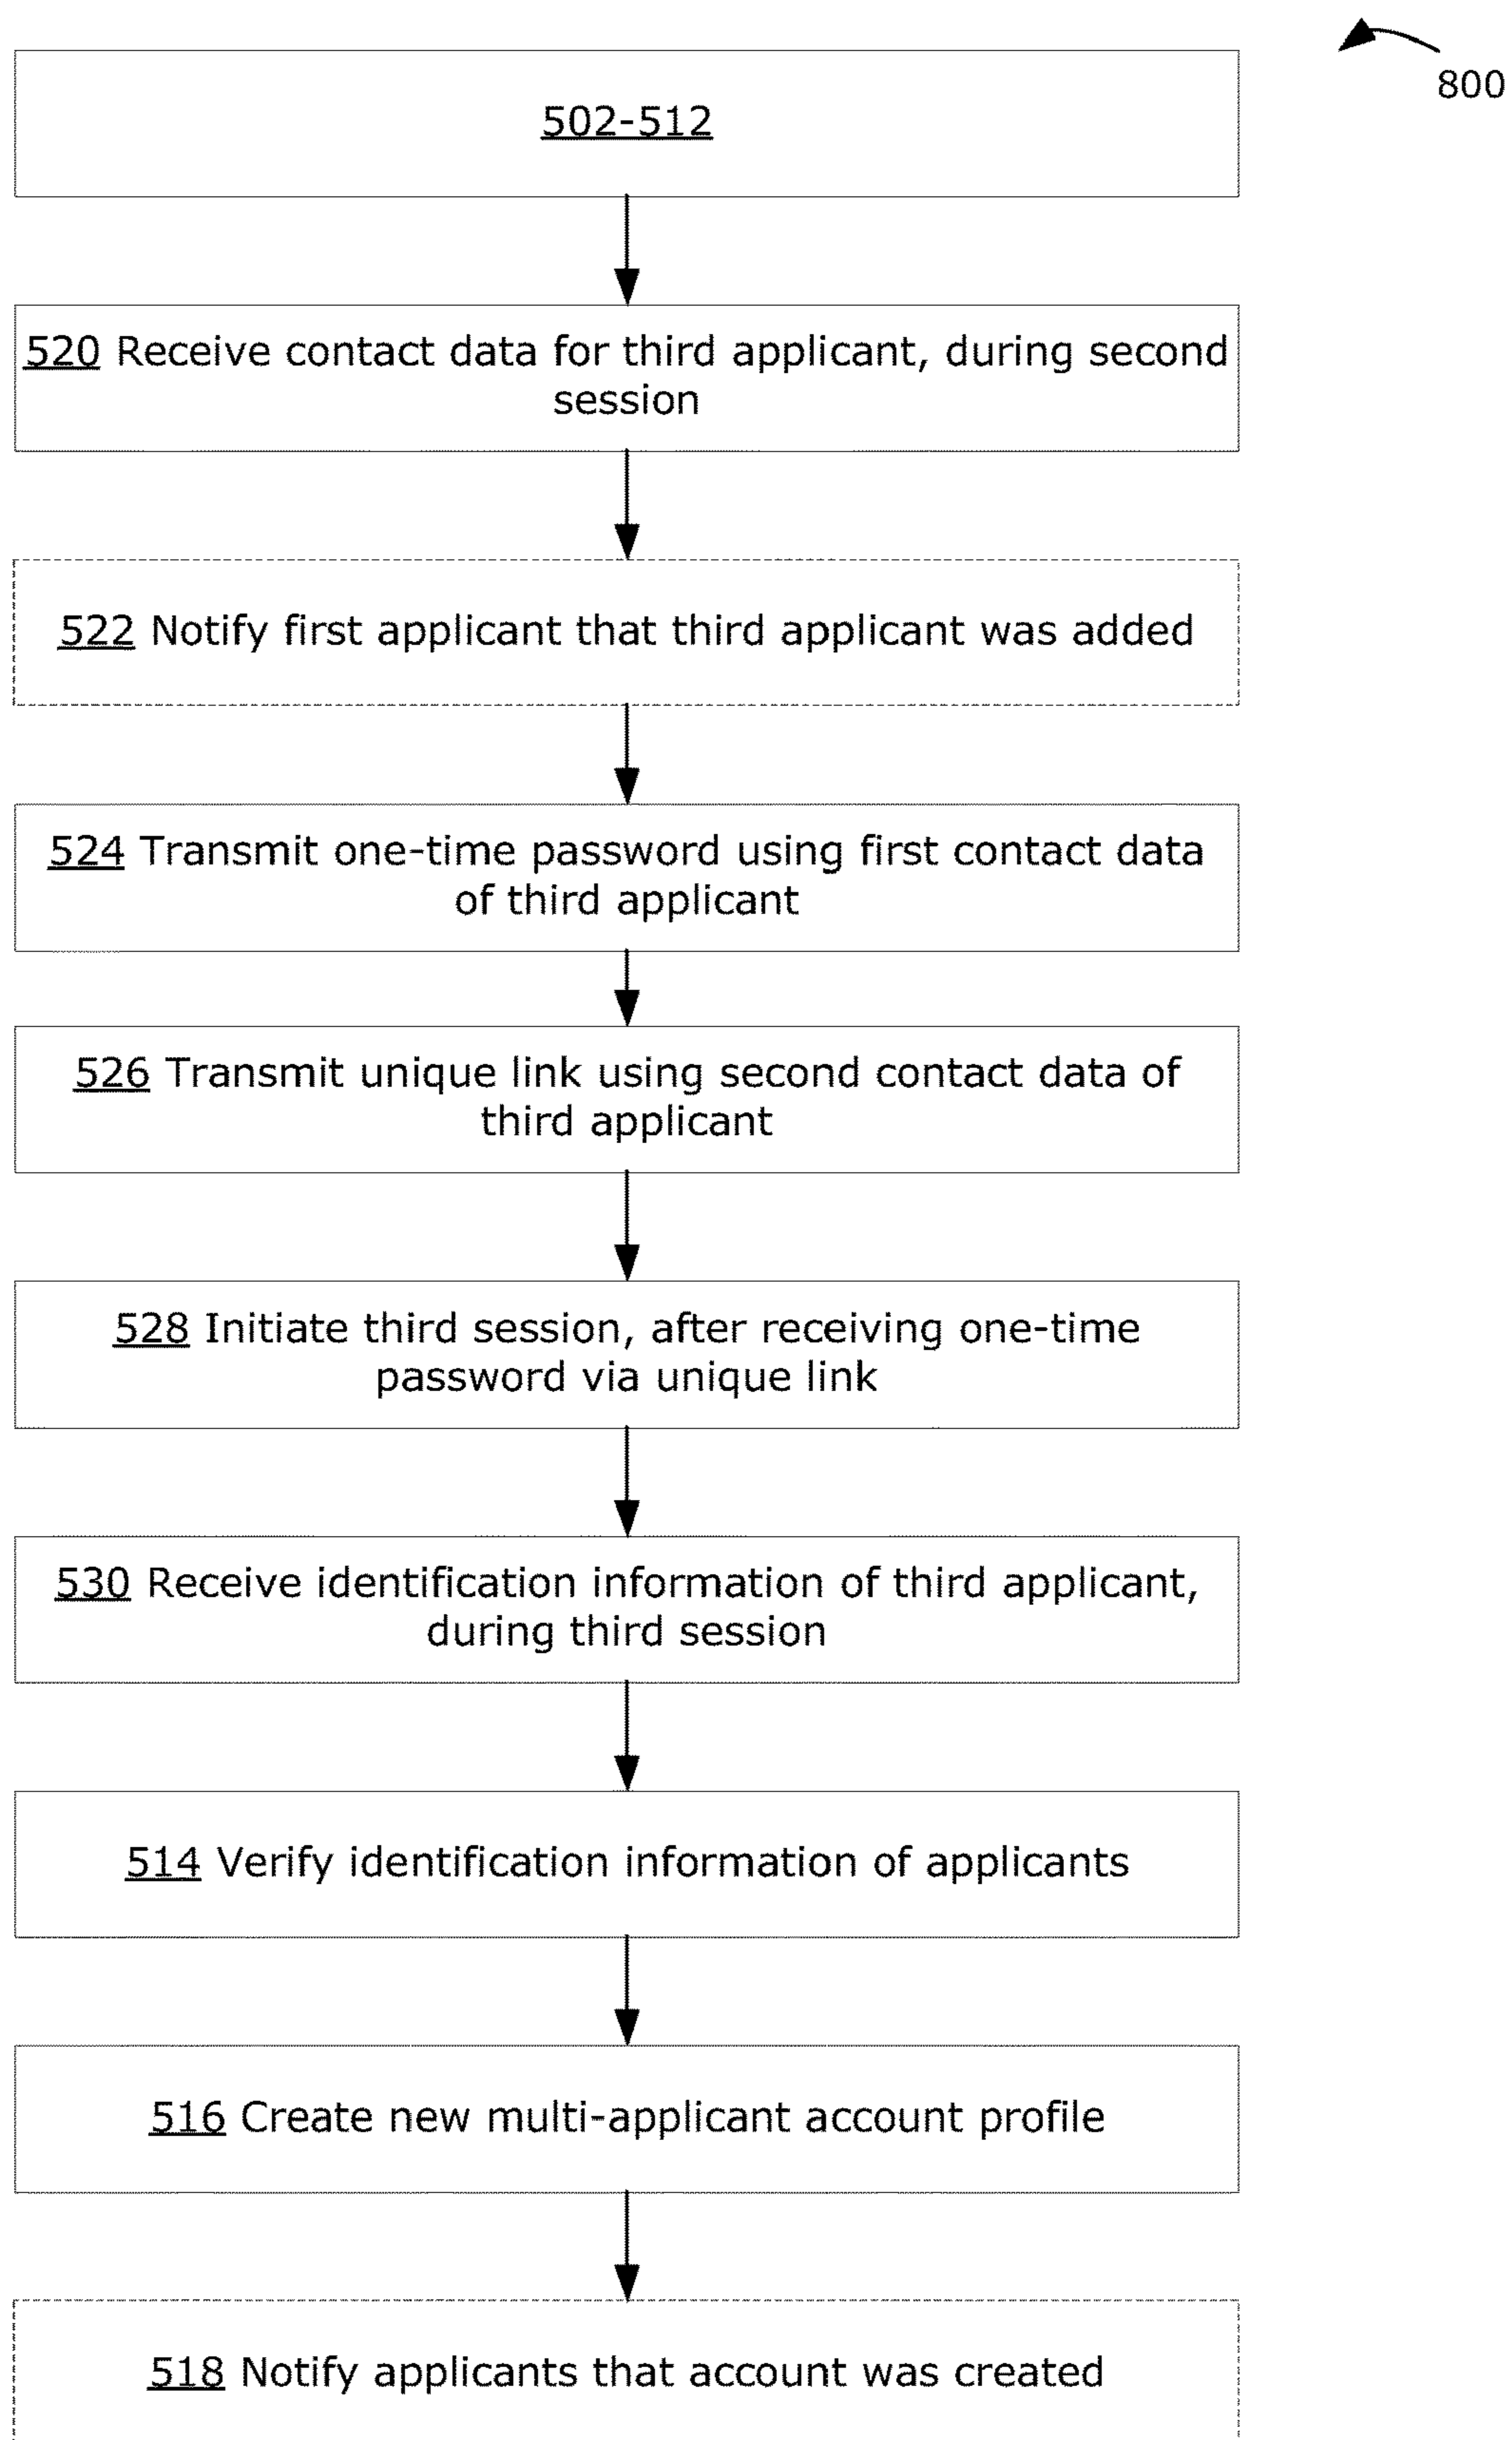 800
502-512
520 Receive contact data for third applicant, during second
session
522 Notify first applicant that third applicant was added
524 Transmit one-time password using first contact data
of third applicant
526 Transmit unique link using second contact data of
third applicant
528 Initiate third session, after receiving one-time
password via unique link
530 Receive identification information of third applicant,
during third session
514 Verify identification information of applicants
516 Create new multi-applicant account profile
518 Notify applicants that account was created